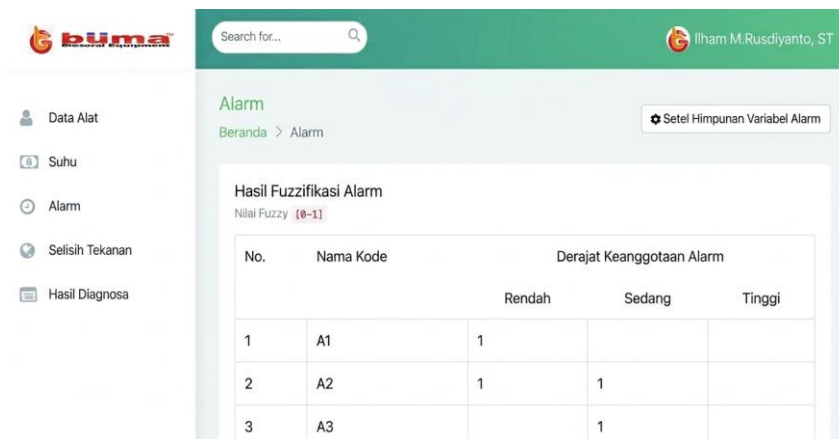 buma
Search for...
Ilham M.Rusdiyanto, ST
Data Alat
Suhu
Alarm
Selisih Tekanan
Hasil Diagnosa
Alarm
Beranda > Alarm
Setel Himpunan Variabel Alarm
Hasil Fuzzifikasi Alarm
Nilai Fuzzy [0-1]
No. Nama Kode Derajat Keanggotaan Alarm
Rendah Sedang Tinggi
1 A1 1
2 A2 1 1
3 A3 1